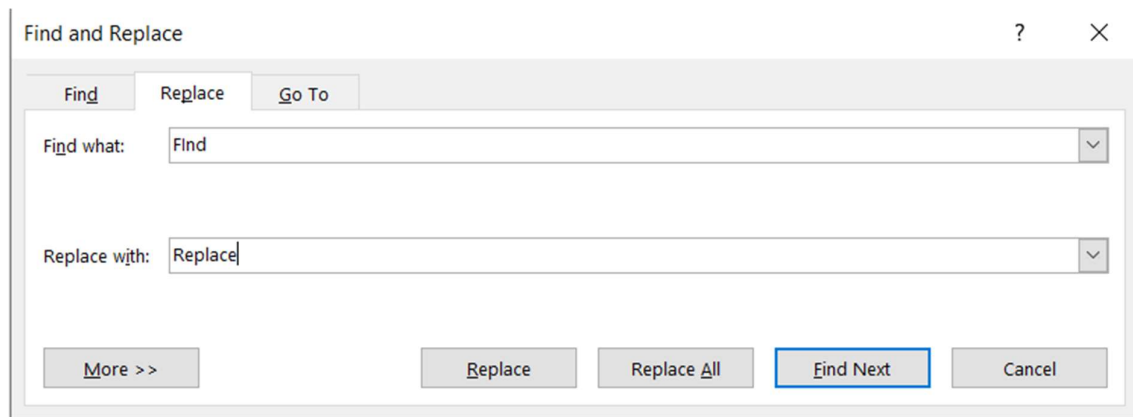 Find and Replace ?
Find Replace Go To
Find what: FInd
Replace with: Replace
More >> Replace Replace All Find Next Cancel